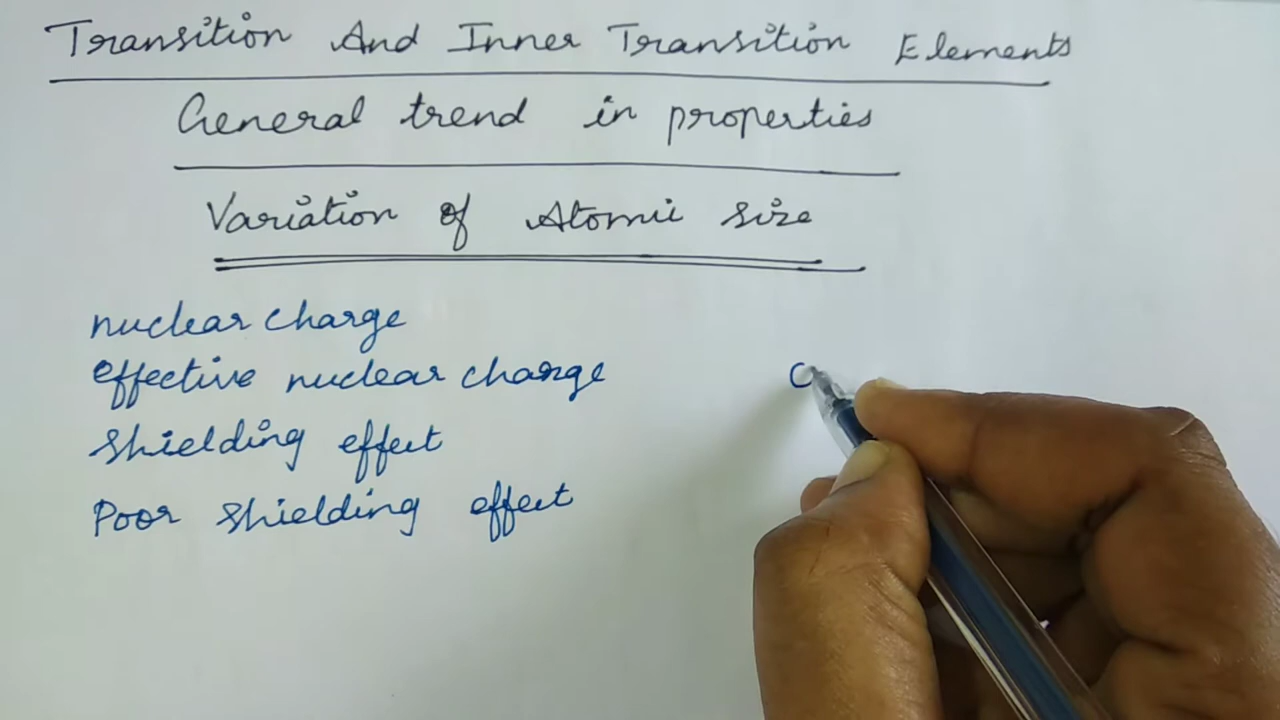 Transition And Inner Transition Elements
General trend in properties
Variation of Atomic size
nuclear charge
effective nuclear charge
shielding effect
Poor shielding effect